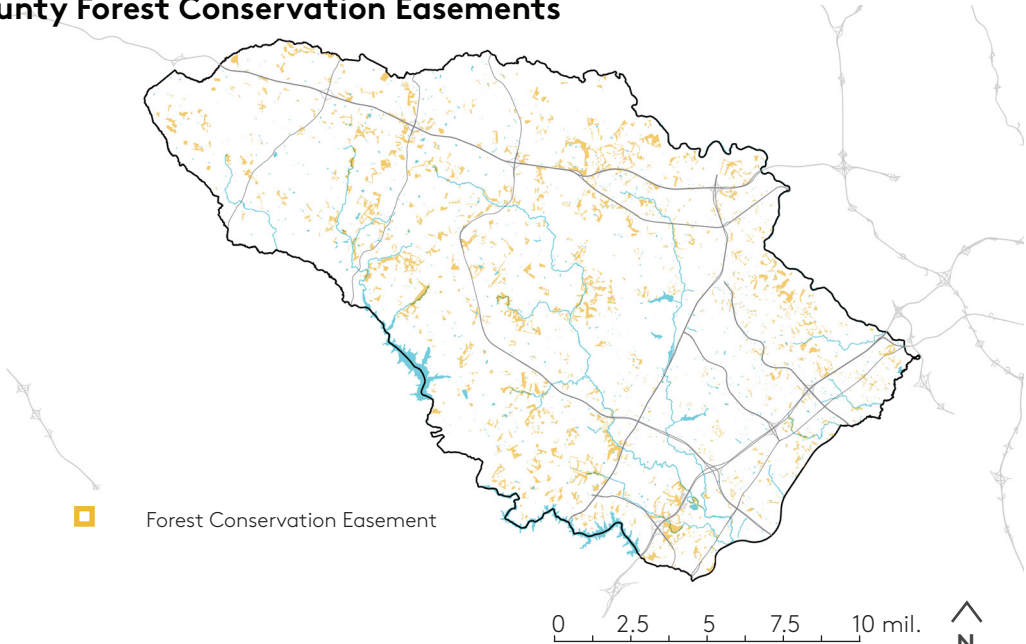 unty Forest Conservation Easements
Forest Conservation Easement
0 2.5 5 7.5 10 mil.
N